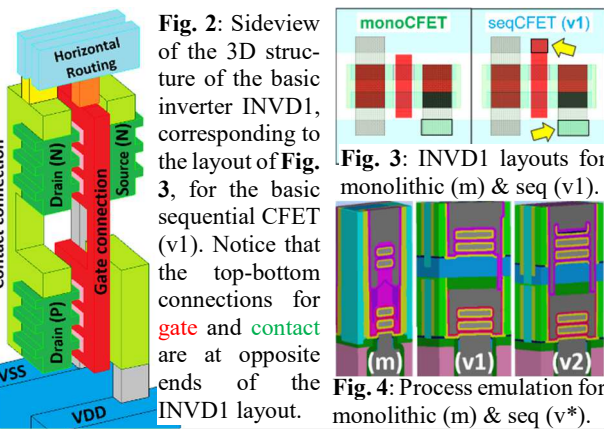 Horizontal
Routing
Contact connection
Drain (N)
Source (N)
Gate connection
Drain (P)
VSS
VDD
Fig. 2: Sideview
of the 3D struc-
ture of the basic
inverter INVD1,
corresponding to
the layout of Fig.
3, for the basic
sequential CFET
(v1). Notice that
the top-bottom
connections for
gate and contact
are at opposite
ends of the
INVD1 layout.
monoCFET
seqCFET (v1)
Fig. 3: INVD1 layouts for
monolithic (m) & seq (v1).
(m)
(v1)
(v2)
Fig. 4: Process emulation for
monolithic (m) & seq (v*).